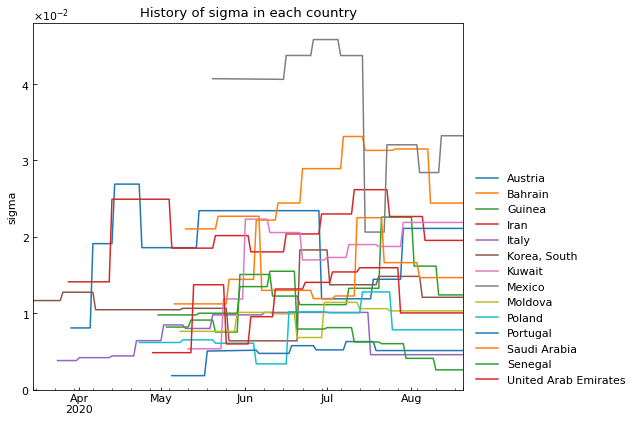 History of sigma in each country
×10⁻²
4
3
2
1
0
sigma
Apr
2020
May
Jun
Jul
Aug
Austria
Bahrain
Guinea
Iran
Italy
Korea, South
Kuwait
Mexico
Moldova
Poland
Portugal
Saudi Arabia
Senegal
United Arab Emirates